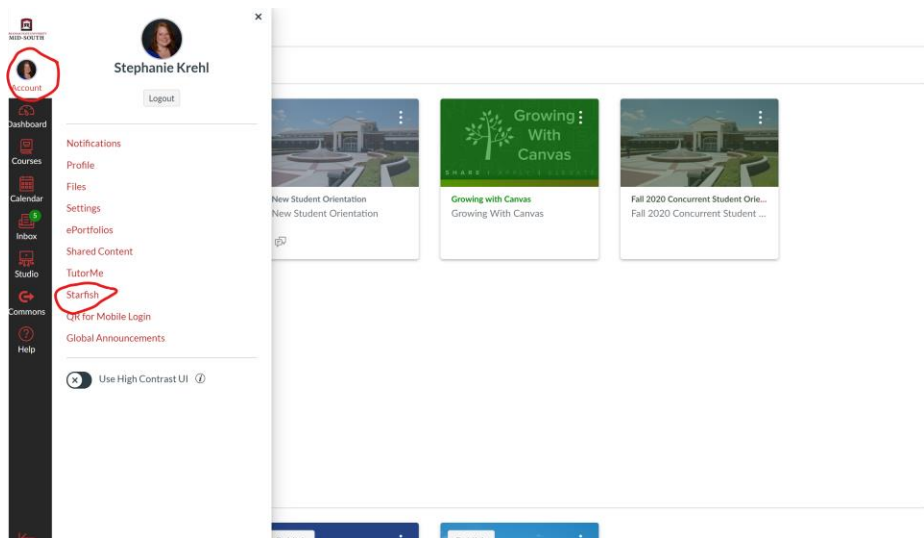 MID-SOUTH
Account
Dashboard
Courses
Calendar
5
Inbox
Studio
Commons
Help
×
Stephanie Krehl
Logout
Notifications
Profile
Files
Settings
ePortfolios
Shared Content
TutorMe
Starfish
QR for Mobile Login
Global Announcements
Use High Contrast UI
New Student Orientation
New Student Orientation
Growing
With
Canvas
Growing with Canvas
Growing With Canvas
Fall 2020 Concurrent Student Orie...
Fall 2020 Concurrent Student ...